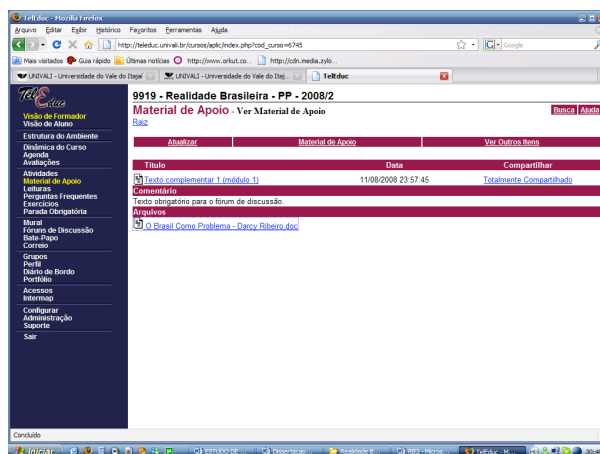 TelEduc - Mozilla Firefox
Arquivo Editar Exibir Histórico Favoritos Ferramentas Ajuda
http://teleduc.univali.br/cursos/aplic/index.php?cod_curso=6745
Google
Mais visitados Guia rápido Últimas notícias http://www.orkut.co... http://cdn.media.zylo...
UNIVALI - Universidade do Vale do Itajaí UNIVALI - Universidade do Vale do Itaj... TelEduc
TelEduc
9919 - Realidade Brasileira - PP - 2008/2
Material de Apoio - Ver Material de Apoio
Busca Ajuda
Raiz
Atualizar Material de Apoio Ver Outros Itens
Título Data Compartilhar
Texto complementar 1 (módulo 1) 11/08/2008 23:57:45 Totalmente Compartilhado
Comentário
Texto obrigatório para o fórum de discussão.
Arquivos
O Brasil Como Problema - Darcy Ribeiro.doc
Visão de Formador
Visão de Aluno
Estrutura do Ambiente
Dinâmica do Curso
Agenda
Avaliações
Atividades
Material de Apoio
Leituras
Perguntas Frequentes
Exercícios
Parada Obrigatória
Mural
Fóruns de Discussão
Bate-Papo
Correio
Grupos
Perfil
Diário de Bordo
Portfólio
Acessos
Intermap
Configurar
Administração
Suporte
Sair
Concluído
Iniciar ESTUDO DE ... Dissertacao... Realidade B... RB3 - Micros... TelEduc - M...